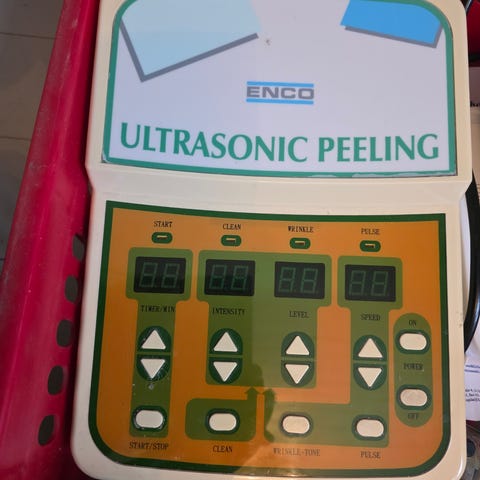 ENCO
ULTRASONIC PEELING
START CLEAN WRINKLE PULSE
TIMER/MIN INTENSITY LEVEL SPEED
ON
POWER
OFF
START/STOP CLEAN WRINKLE-TONE PULSE